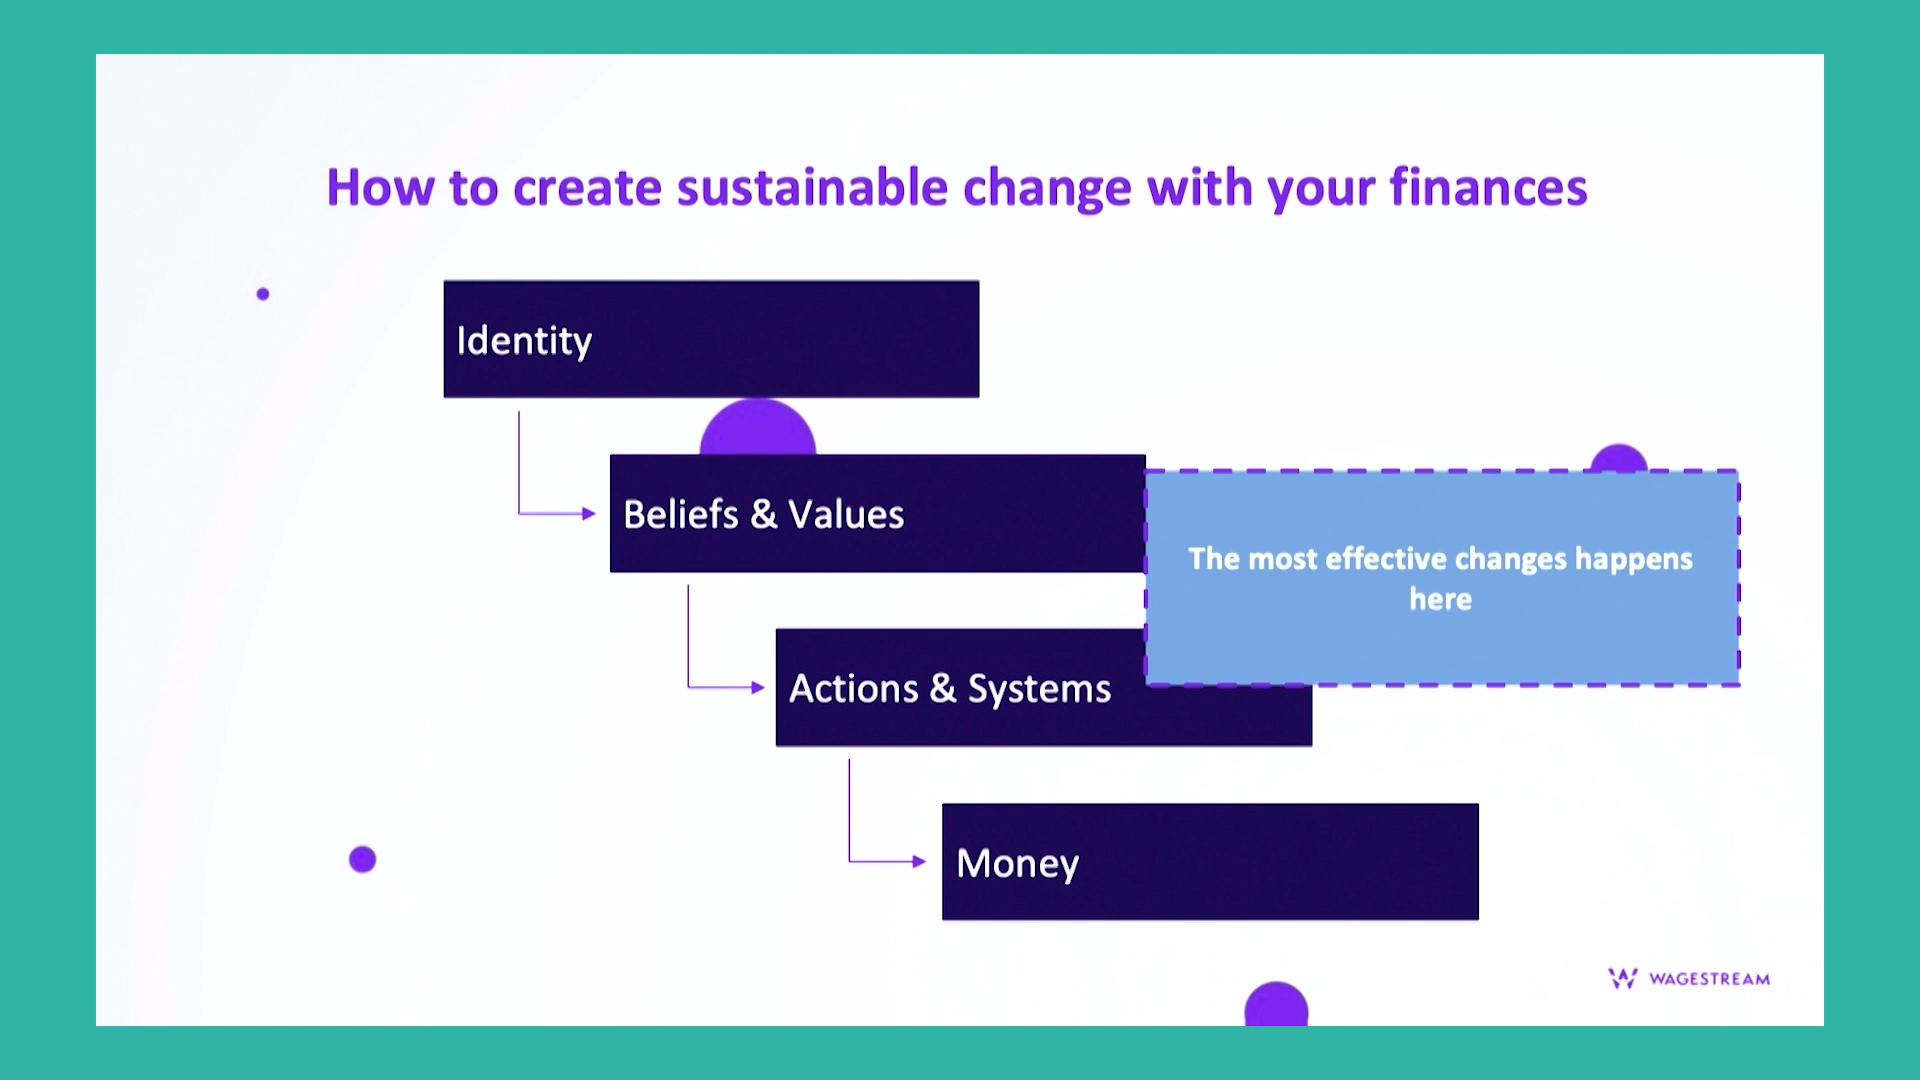 How to create sustainable change with your finances
Identity
Beliefs & Values
The most effective changes happens
here
Actions & Systems
Money
WAGESTREAM